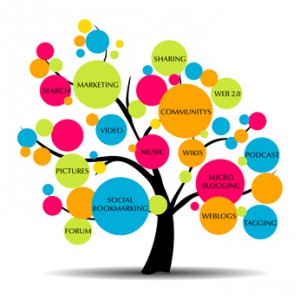 SHARING
MARKETING
SEARCH
WEB 2.0
COMMUNITYS
VIDEO
MUSIC
WIKIS
PODCAST
PICTURES
MICRO
BLOGGING
SOCIAL
BOOKMARKING
WEBLOGS
TAGGING
FORUM